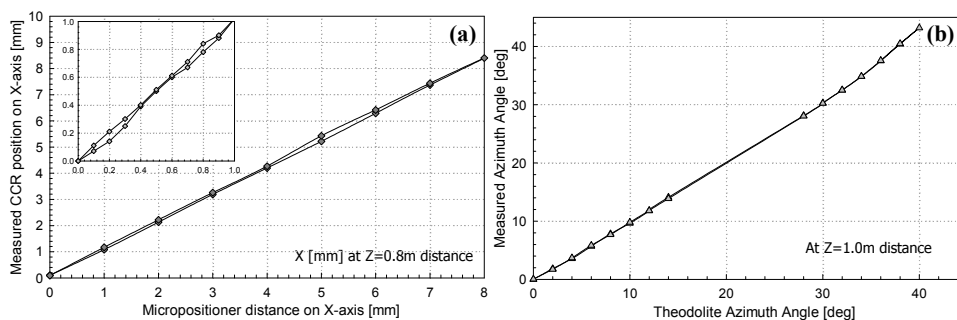 (a)
Measured CCR position on X-axis [mm]
10
9
8
7
6
5
4
3
2
1
0
1.0
0.8
0.6
0.4
0.2
0.0
0.0 0.2 0.4 0.6 0.8 1.0
X [mm] at Z=0.8m distance
0 1 2 3 4 5 6 7 8
Micropositioner distance on X-axis [mm]
(b)
Measured Azimuth Angle [deg]
40
30
20
10
0
At Z=1.0m distance
0 10 20 30 40
Theodolite Azimuth Angle [deg]